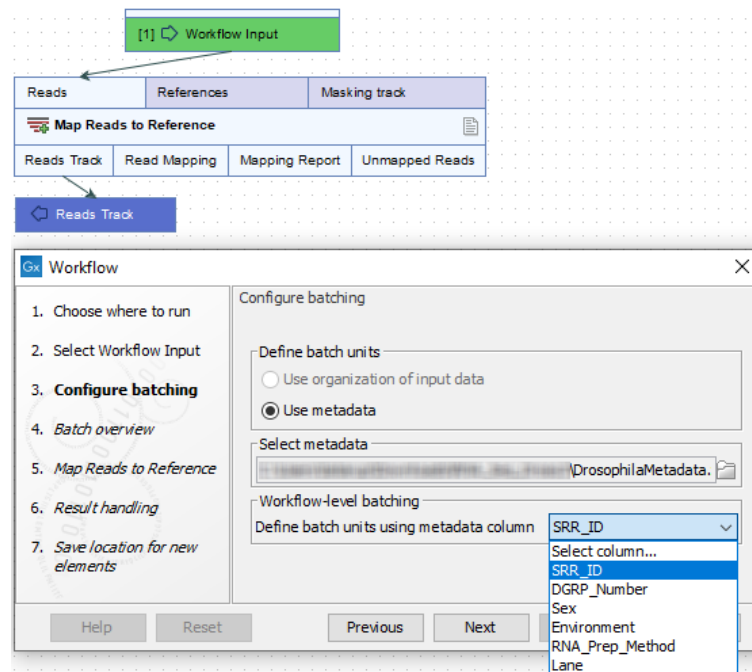 [1] Workflow Input
Reads References Masking track
Map Reads to Reference
Reads Track Read Mapping Mapping Report Unmapped Reads
Reads Track
Gx Workflow
1. Choose where to run
2. Select Workflow Input
3. Configure batching
4. Batch overview
5. Map Reads to Reference
6. Result handling
7. Save location for new
elements
Configure batching
Define batch units
Use organization of input data
Use metadata
Select metadata
\DrosophilaMetadata.
Workflow-level batching
Define batch units using metadata column SRR_ID
Select column...
SRR_ID
DGRP_Number
Sex
Environment
RNA_Prep_Method
Lane
Help Reset Previous Next